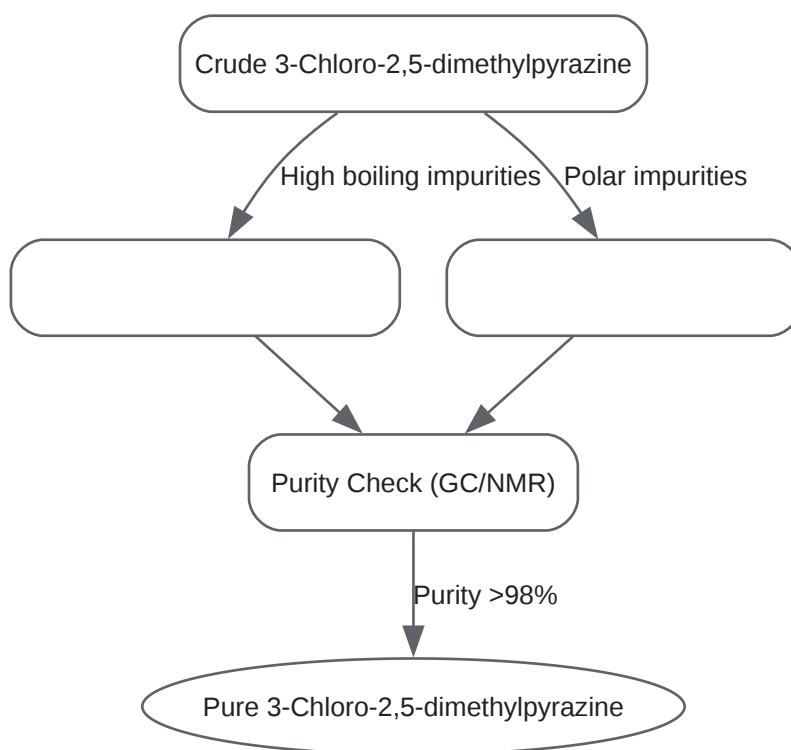 Crude 3-Chloro-2,5-dimethylpyrazine
High boiling impurities
Polar impurities
Purity Check (GC/NMR)
Purity >98%
Pure 3-Chloro-2,5-dimethylpyrazine